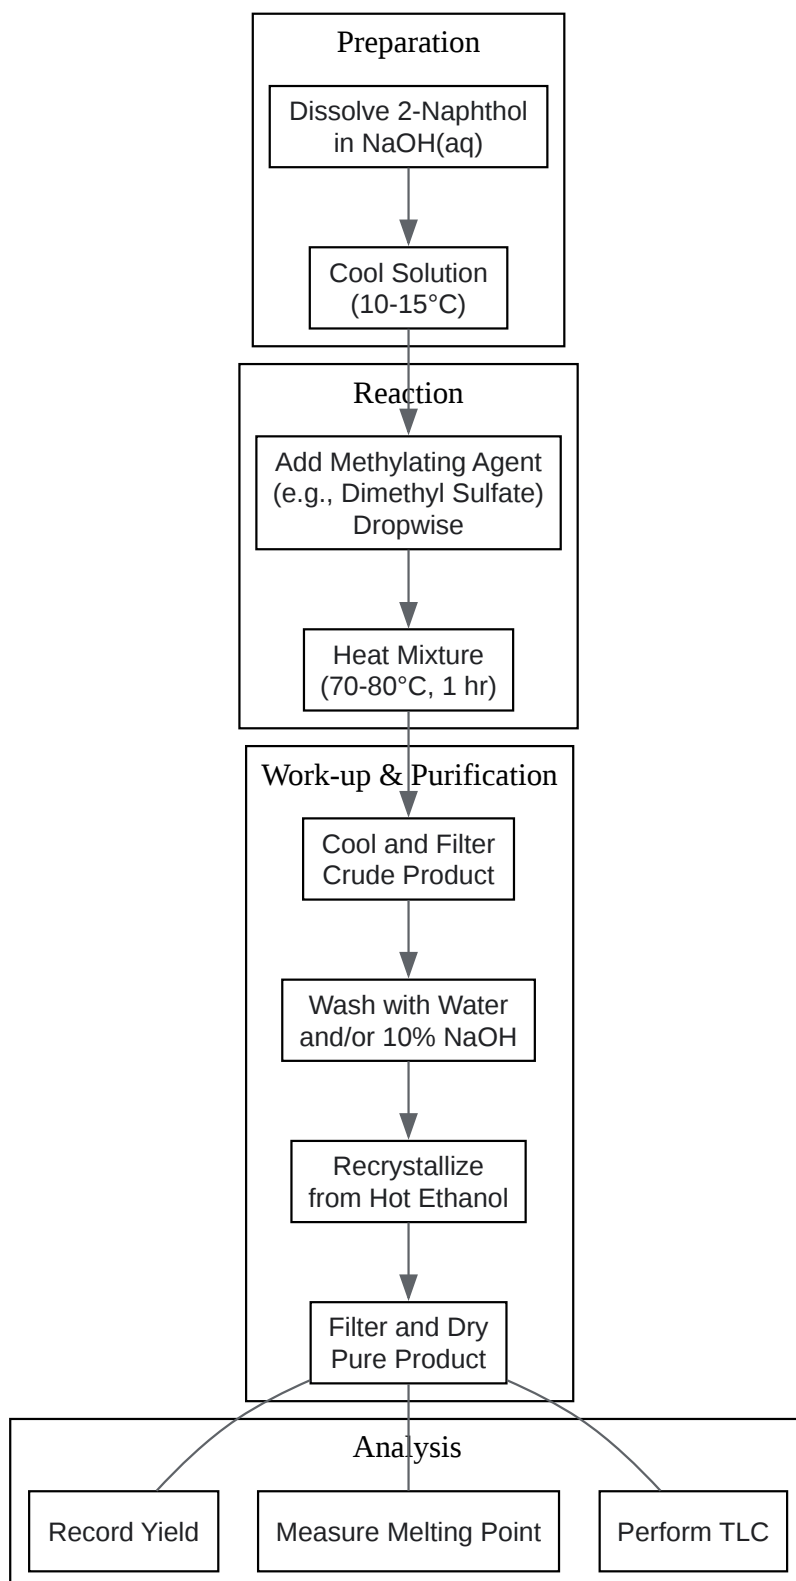 Preparation
Dissolve 2-Naphthol
in NaOH(aq)
Cool Solution
(10-15°C)
Reaction
Add Methylating Agent
(e.g., Dimethyl Sulfate)
Dropwise
Heat Mixture
(70-80°C, 1 hr)
Work-up & Purification
Cool and Filter
Crude Product
Wash with Water
and/or 10% NaOH
Recrystallize
from Hot Ethanol
Filter and Dry
Pure Product
Analysis
Record Yield
Measure Melting Point
Perform TLC